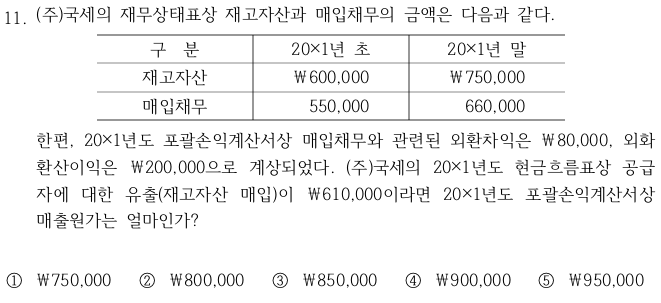 11. (주)국세의 재무상태표상 재고자산과 매입채무의 금액은 다음과 같다.
구 분 20×1년 초 20×1년 말
재고자산 ₩600,000 ₩750,000
매입채무 550,000 660,000
한편, 20×1년도 포괄손익계산서상 매입채무와 관련된 외환차익은 ₩80,000, 외화
환산이익은 ₩200,000으로 계상되었다. (주)국세의 20×1년도 현금흐름표상 공급
자에 대한 유출(재고자산 매입)이 ₩610,000이라면 20×1년도 포괄손익계산서상
매출원가는 얼마인가?
① ₩750,000 ② ₩800,000 ③ ₩850,000 ④ ₩900,000 ⑤ ₩950,000